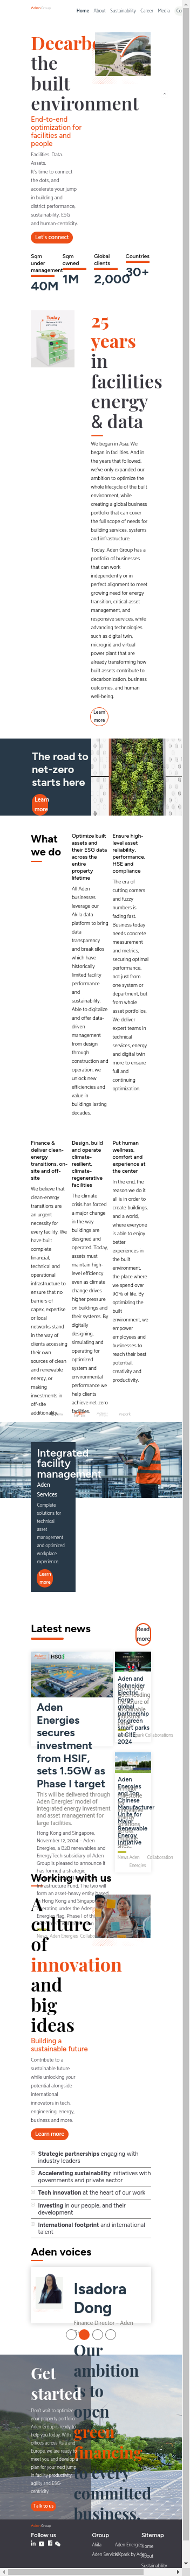 Home About Sustainability Career Media
Decarb
the
built
environment
End-to-end
optimization for
facilities and
people
Facilities. Data.
Assets.
It's time to connect
the dots, and
accelerate your jump
in building and
district performance,
sustainability, ESG
and human-centricity.
Let's connect
Sqm
under
management
40M
Sqm
owned
1M
Global
clients
2,000
Countries
30+
Today
25
years
in
facilities
energy
& data
We began in Asia. We
began in facilities. And in
the years that followed,
we've only expanded our
ambition to optimize the
whole lifecycle of the built
environment, while
creating a global business
portfolio that can cover
the full scope of needs for
building services, systems
and infrastructure.
Today, Aden Group has a
portfolio of businesses
that can work
independently or in
perfect alignment to meet
growing need for energy
transition, critical asset
management, and
responsive services, while
advancing technologies
such as digital twin,
microgrid and virtual
power plant that are
already transforming how
built assets contribute to
decarbonization, business
outcomes, and human
well-being.
Learn
more
The road to
net-zero
starts here
Learn
more
What
we do
Optimize built
assets and
their ESG data
across the
entire
property
lifetime
All Aden
businesses
leverage our
Akila data
platform to bring
data
transparency
and break silos
which have
historically
limited facility
performance
and
sustainability.
Able to digitalize
and offer data-
driven
management
from design
through
construction and
operation, we
unlock new
efficiencies and
value in
buildings lasting
decades.
Ensure high-
level asset
reliability,
performance,
HSE and
compliance
The era of
cutting corners
and fuzzy
numbers is
fading fast.
Business today
needs concrete
measurement
and metrics,
securing optimal
performance,
not just from
one system or
department, but
from whole
asset portfolios.
We deliver
expert teams in
technical
services, energy
and digital twin
more to ensure
full and
continuing
optimization.
Finance &
deliver clean-
energy
transitions, on-
site and off-
site
We believe that
clean-energy
transitions are
an urgent
necessity for
every facility. We
have built
complete
financial,
technical and
operational
infrastructure to
ensure that no
barriers of
capex, expertise
or local
networks stand
in the way of
clients accessing
their own
sources of clean
and renewable
energy, or
making
investments in
off-site
additionality.
Design, build
and operate
climate-
resilient,
climate-
regenerative
facilities
The climate
crisis has forced
a major change
in the way
buildings are
designed and
operated. Today,
assets must
maintain high-
level efficiency
even as climate
change drives
higher pressure
on buildings and
their systems. By
digitally
designing,
simulating and
operating for
optimized
system and
environmental
performance we
help clients
achieve net-zero
facilities.
Put human
wellness,
comfort and
experience at
the center
In the end, the
reason we do it
all is in order to
create buildings,
and a world,
where everyone
is able to enjoy
better
experiences in
the built
environment,
the place where
we spend over
90% of life. By
optimizing the
built
environment, we
empower
employees and
businesses to
reach their best
potential,
creativity and
productivity.
Integrated
facility
management
Aden
Services
Complete
solutions for
technical
asset
management
and optimized
workplace
experience.
Learn
more
Latest news
Read
more
HSG
Aden
Energies
secures
investment
from HSIF,
sets 1.5GW as
Phase I target
This will be delivered through
Aden Energies' model of
integrated energy investment
and asset management for
large facilities.
Hong Kong and Singapore,
November 12, 2024 – Aden
Energies, a BizB renewables and
EnergyTech subsidiary of Aden
Group is pleased to announce it
has formed a strategic
Infrastructure Fund. The two will
form an asset-heavy entity based
Aden and
Schneider
Electric
Forge
global
partnership
for green
smart parks
at CIIE
2024
Collaborations
Aden
Energies
and Top
Chinese
Manufacturer
Unite for
Major
Renewable
Energy
Initiative
News Aden
Energies
Collaboration
Working with us
A
culture
of
innovation
and
big
ideas
Building a
sustainable future
Contribute to a
sustainable future
while unlocking your
potential alongside
international
innovators in tech,
engineering, energy,
business and more.
Learn more
Strategic partnerships engaging with
industry leaders
Accelerating sustainability initiatives with
governments and private sector
Tech innovation at the heart of our work
Investing in our people, and their
development
International footprint and international
talent
Aden voices
Isadora
Dong
Finance Director – Aden
Our
ambition
is to
open
green
financing
to every
committed
business.
Get
started
Don't wait to optimize
your property portfolio.
Aden Group is ready to
help you today. With
offices across Asia and
Europe, we are ready to
meet you and develop a
plan for your next jump
in facility productivity,
agility and ESG-
centricity.
Talk to us
Follow us
Group
Akila
Aden Services
Aden Energies
NXpark by Aden
Sitemap
Home
About
Sustainability